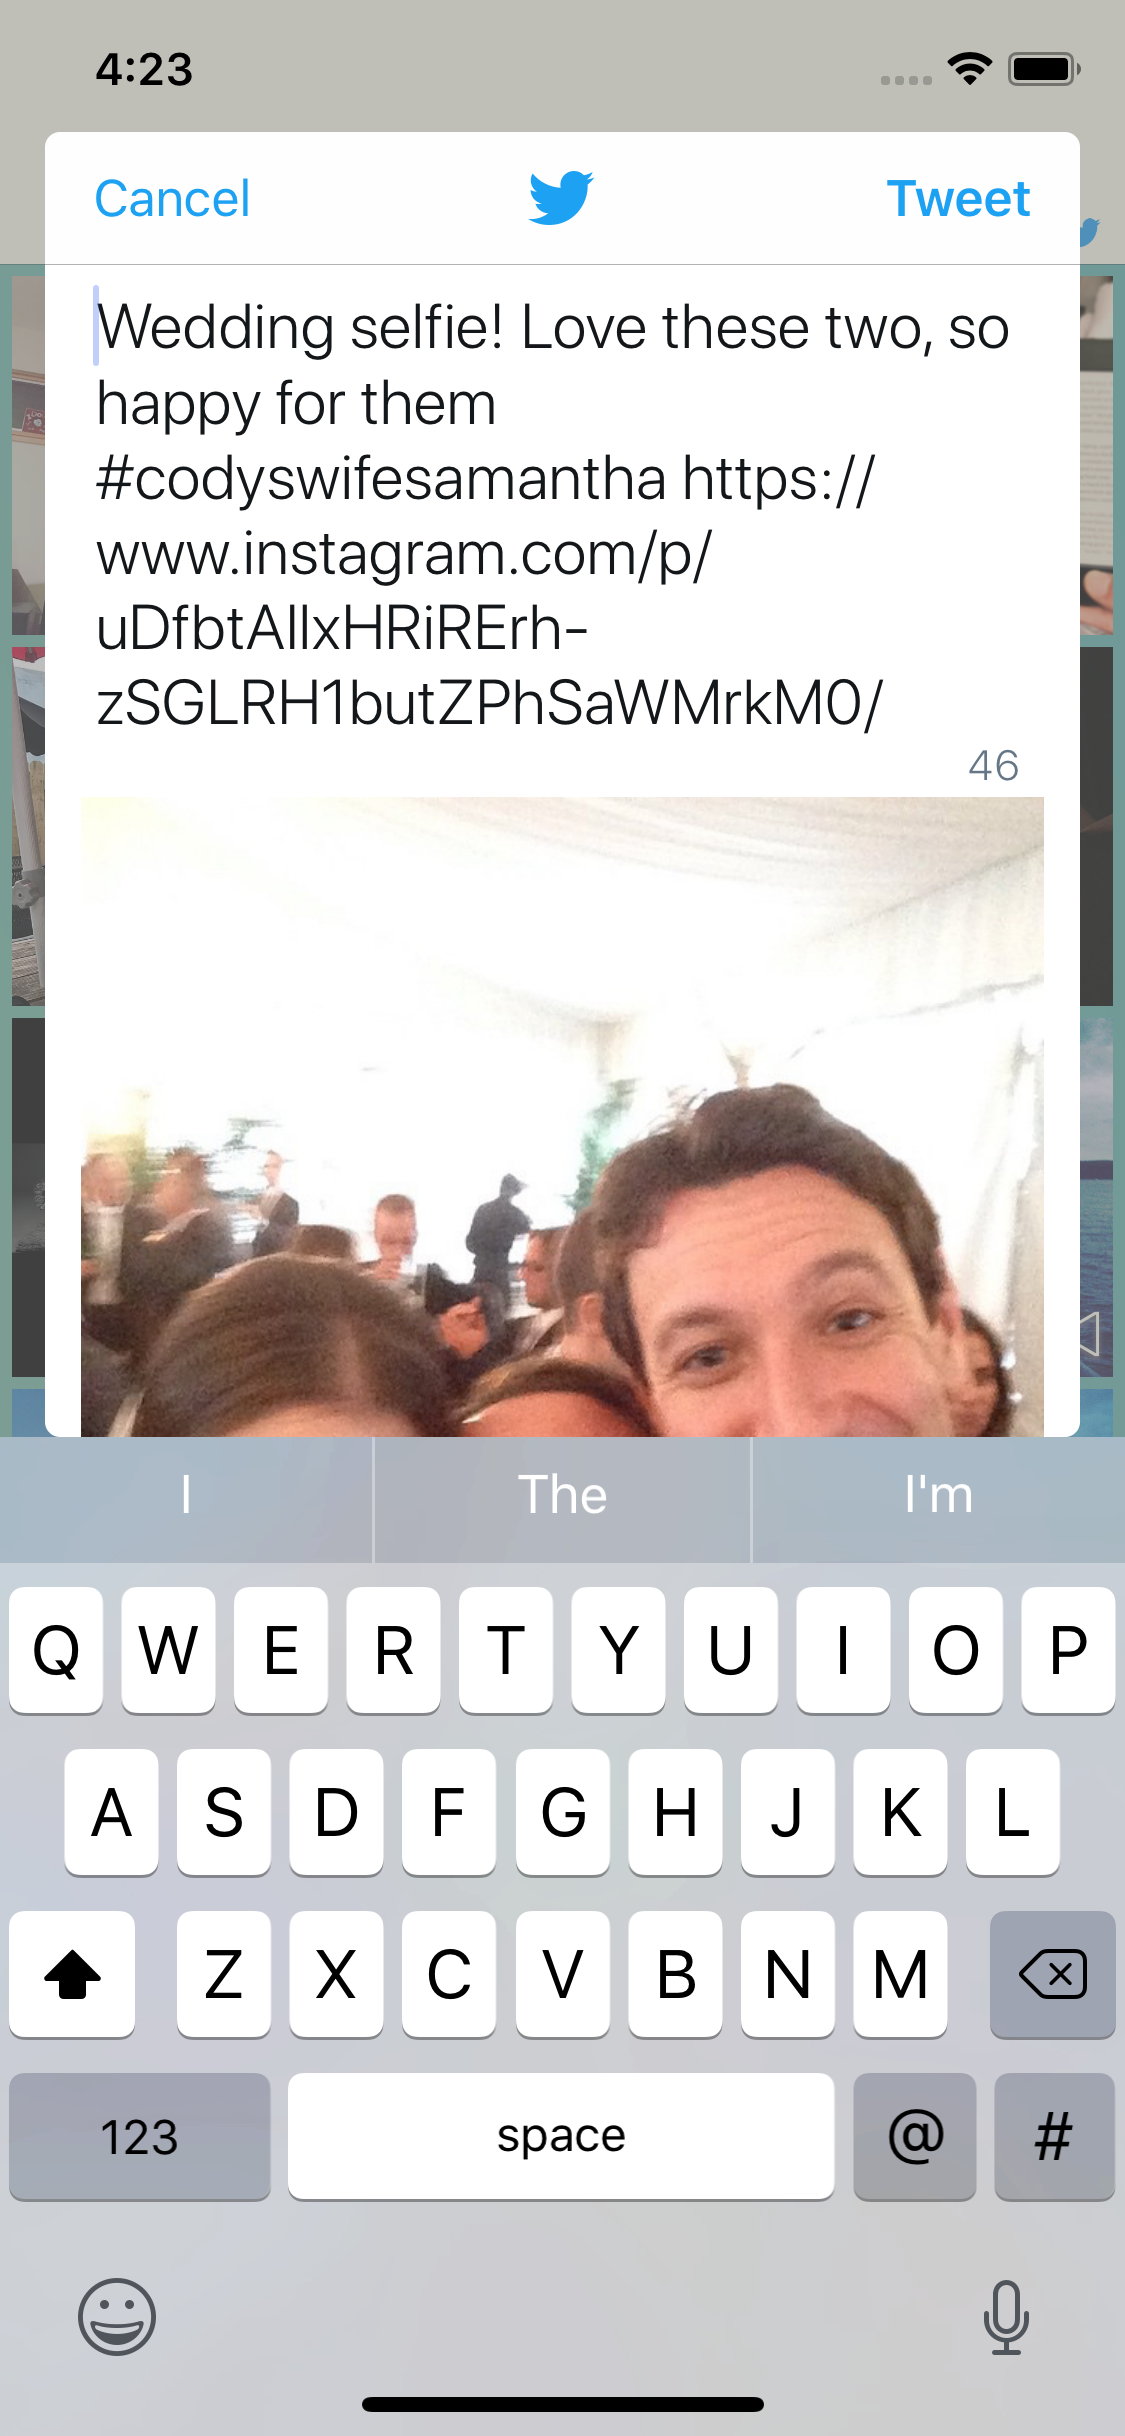 4:23
Cancel
Tweet
Wedding selfie! Love these two, so
happy for them
#codyswifesamantha https://
www.instagram.com/p/
uDfbtAllxHRiRErh-
zSGLRH1butZPhSaWMrkM0/
46
I The I'm
Q W E R T Y U I O P
A S D F G H J K L
Z X C V B N M
123 space @ #